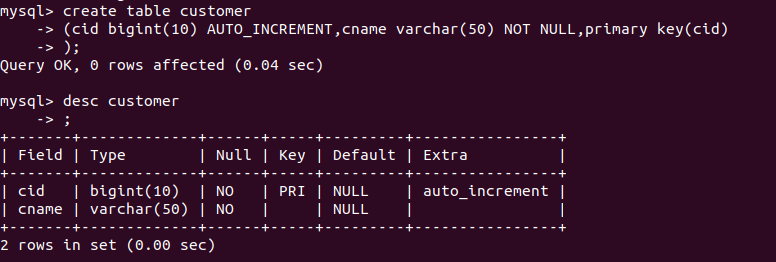 mysql> create table customer
    -> (cid bigint(10) AUTO_INCREMENT,cname varchar(50) NOT NULL,primary key(cid)
    -> );
Query OK, 0 rows affected (0.04 sec)

mysql> desc customer
    -> ;
+-------+-------------+------+-----+---------+----------------+
| Field | Type        | Null | Key | Default | Extra          |
+-------+-------------+------+-----+---------+----------------+
| cid   | bigint(10)  | NO   | PRI | NULL    | auto_increment |
| cname | varchar(50) | NO   |     | NULL    |                |
+-------+-------------+------+-----+---------+----------------+
2 rows in set (0.00 sec)